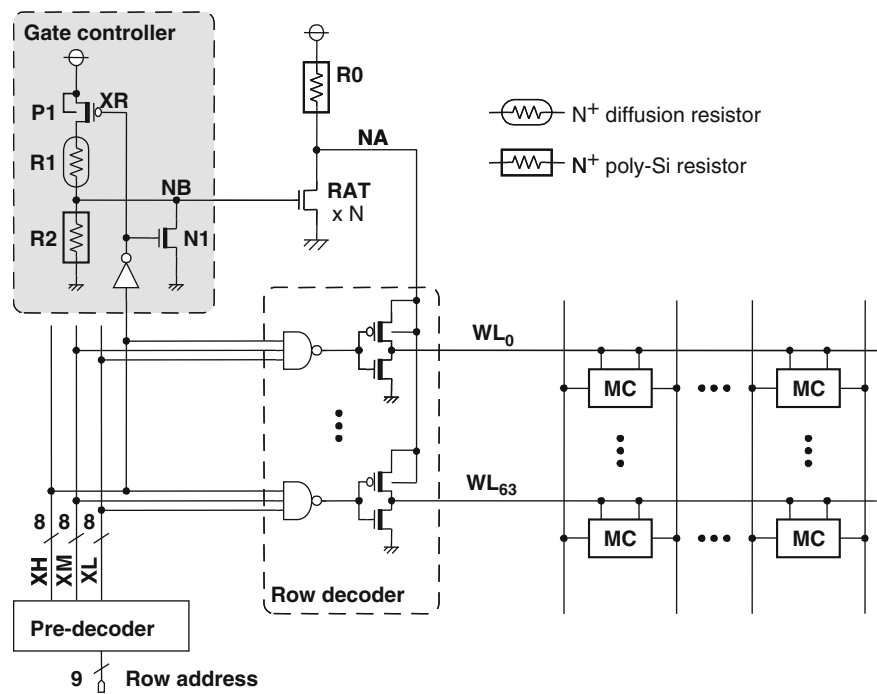 Gate controller
P1
XR
R1
NB
R2
N1
R0
NA
RAT
x N
N⁺ diffusion resistor
N⁺ poly-Si resistor
WL₀
MC
MC
WL₆₃
MC
MC
8 8 8
XH
XM
XL
Row decoder
Pre-decoder
9 Row address